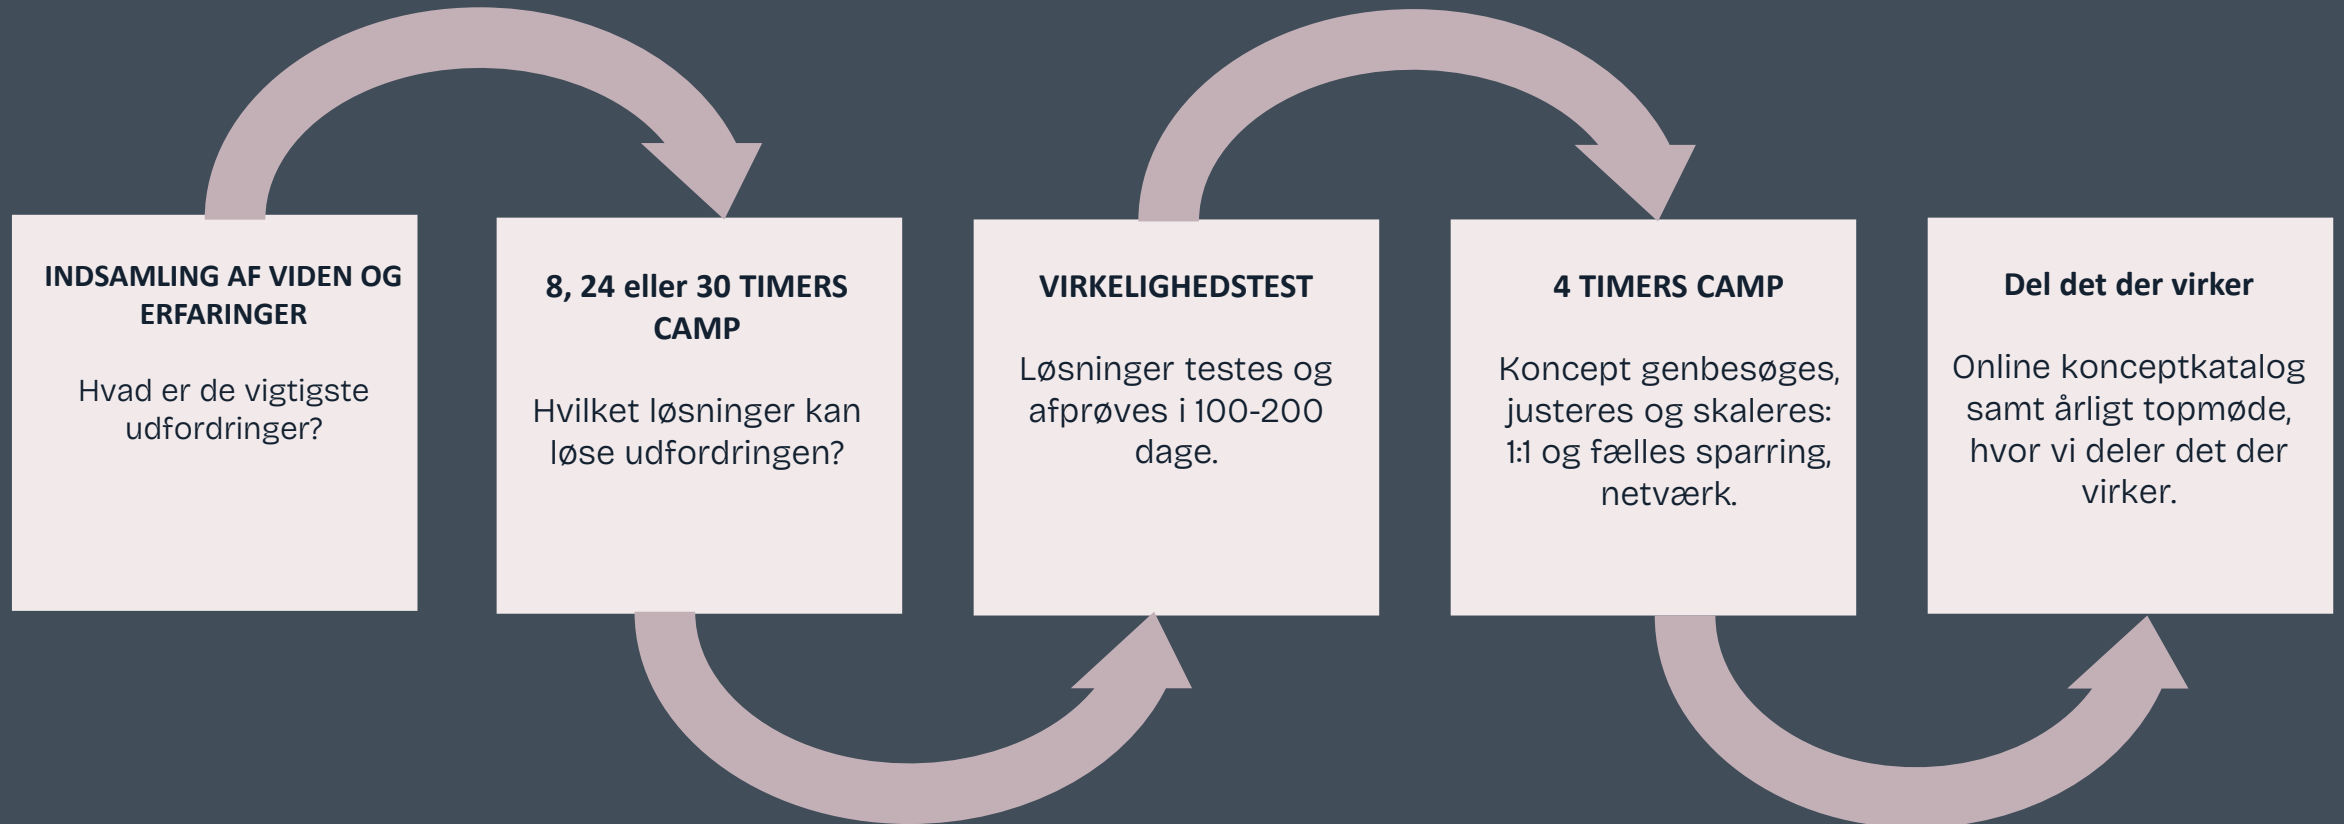 INDSAMLING AF VIDEN OG
ERFARINGER
Hvad er de vigtigste
udfordringer?
8, 24 eller 30 TIMERS
CAMP
Hvilket løsninger kan
løse udfordringen?
VIRKELIGHEDSTEST
Løsninger testes og
afprøves i 100-200
dage.
4 TIMERS CAMP
Koncept genbesøges,
justeres og skaleres:
1:1 og fælles sparring,
netværk.
Del det der virker
Online konceptkatalog
samt årligt topmøde,
hvor vi deler det der
virker.